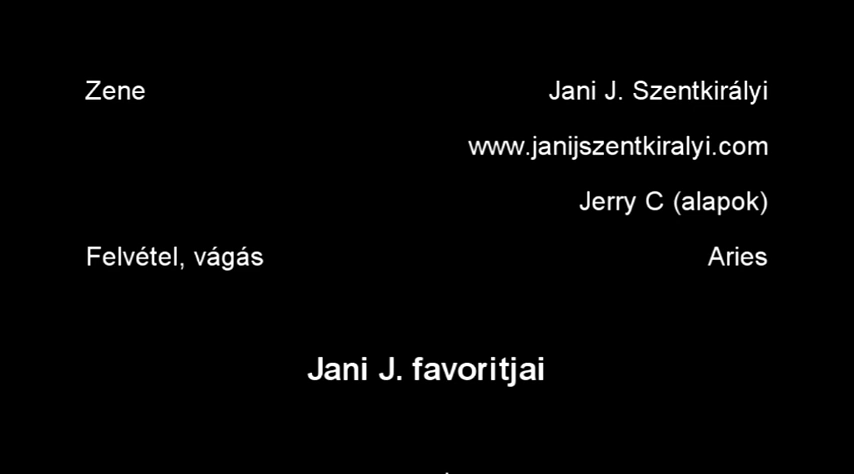 Zene Jani J. Szentkirályi
www.janijszentkiralyi.com
Jerry C (alapok)
Felvétel, vágás Aries
Jani J. favoritjai